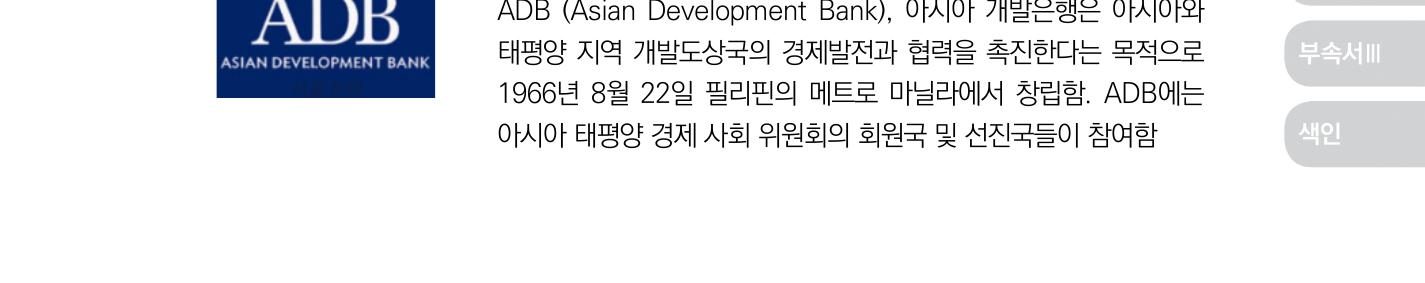 ADB
ASIAN DEVELOPMENT BANK
ADB (Asian Development Bank), 아시아 개발은행은 아시아와
태평양 지역 개발도상국의 경제발전과 협력을 촉진한다는 목적으로
1966년 8월 22일 필리핀의 메트로 마닐라에서 창립함. ADB에는
아시아 태평양 경제 사회 위원회의 회원국 및 선진국들이 참여함
부속서Ⅲ
색인